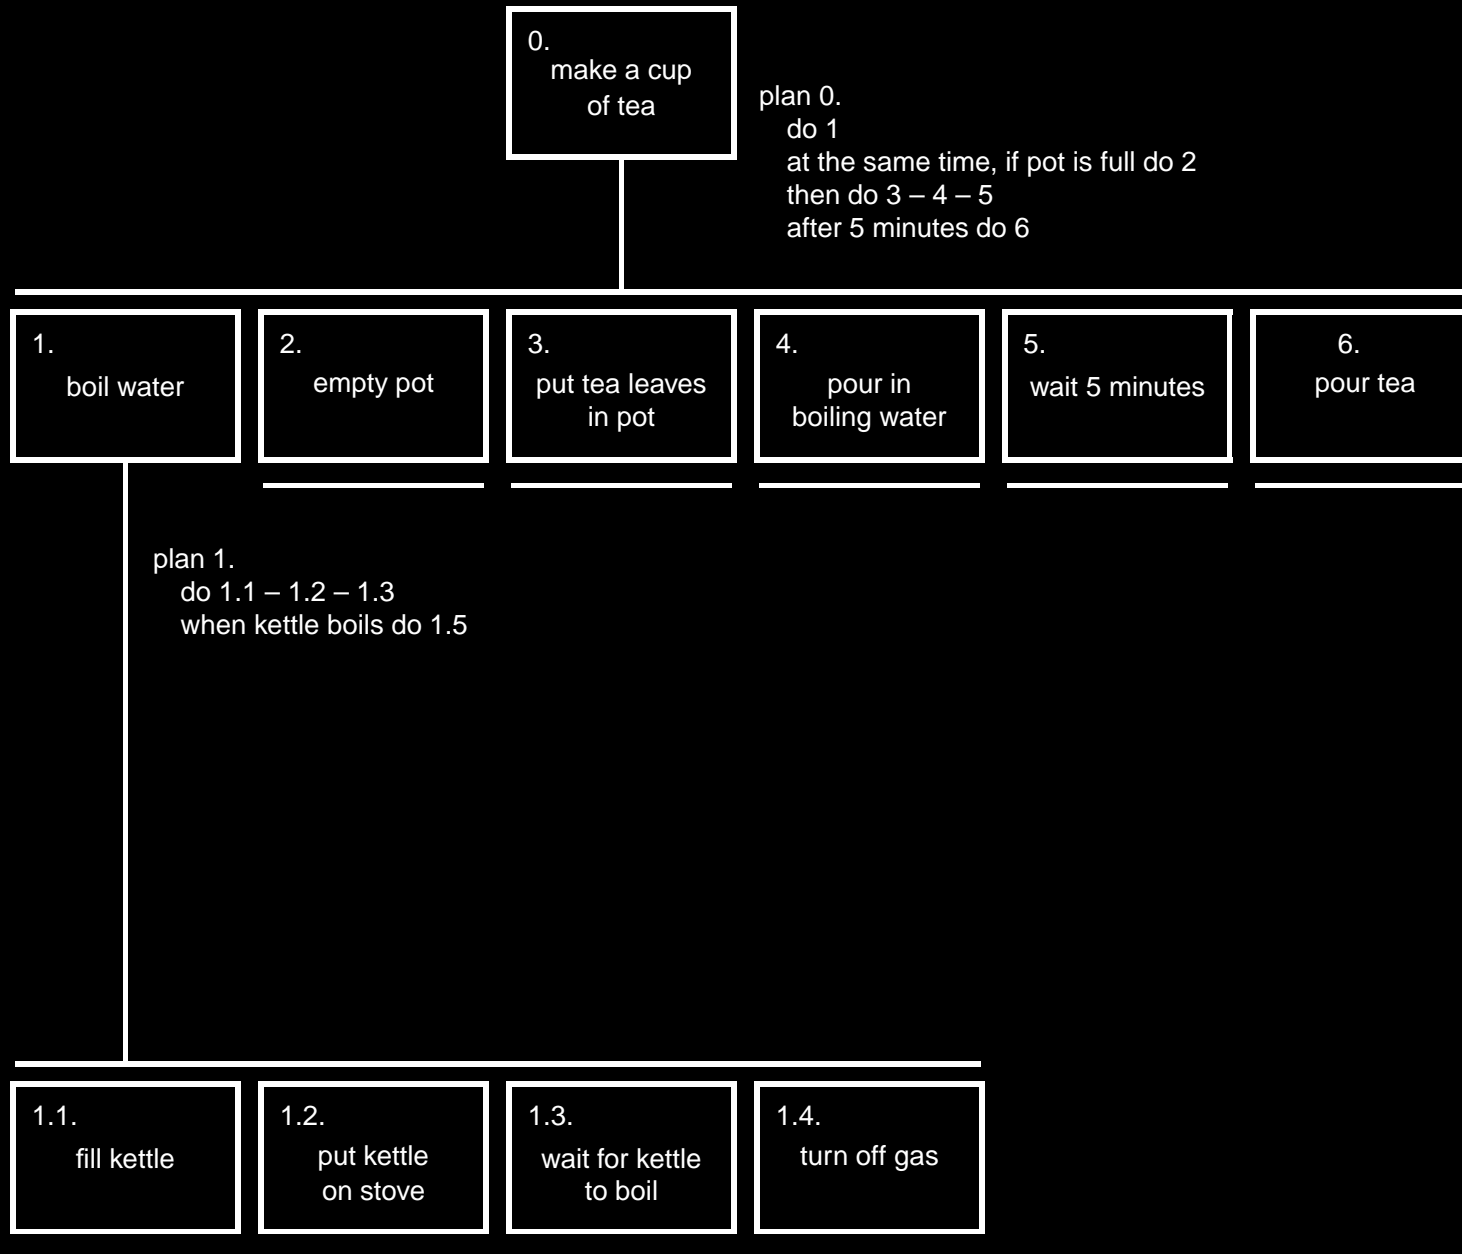 0.
make a cup
of tea
plan 0.
do 1
at the same time, if pot is full do 2
then do 3 – 4 – 5
after 5 minutes do 6
1.
boil water
2.
empty pot
3.
put tea leaves
in pot
4.
pour in
boiling water
5.
wait 5 minutes
6.
pour tea
plan 1.
do 1.1 – 1.2 – 1.3
when kettle boils do 1.5
1.1.
fill kettle
1.2.
put kettle
on stove
1.3.
wait for kettle
to boil
1.4.
turn off gas